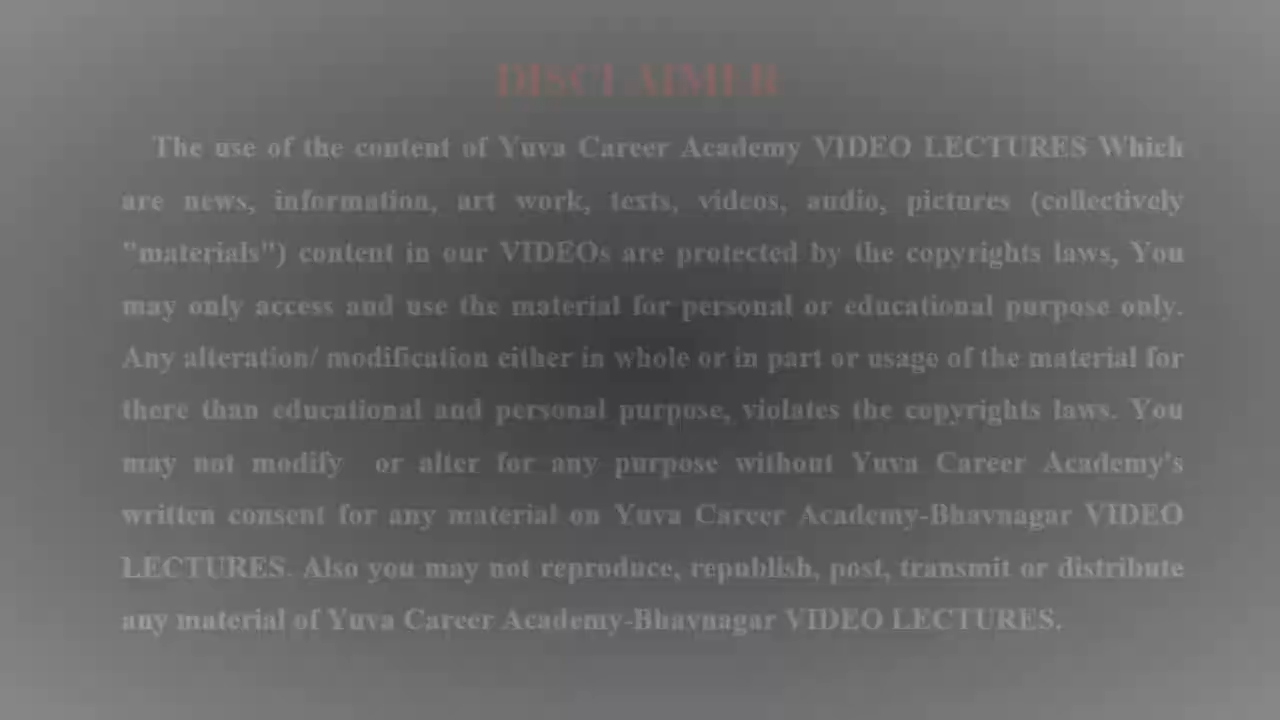 DISCLAIMER
The use of the content of Yuva Career Academy VIDEO LECTURES Which
are news, information, art work, texts, videos, audio, pictures (collectively
"materials") content in our VIDEOs are protected by the copyrights laws, You
may only access and use the material for personal or educational purpose only.
Any alteration/ modification either in whole or in part or usage of the material for
there than educational and personal purpose, violates the copyrights laws. You
may not modify or alter for any purpose without Yuva Career Academy's
written consent for any material on Yuva Career Academy-Bhavnagar VIDEO
LECTURES. Also you may not reproduce, republish, post, transmit or distribute
any material of Yuva Career Academy-Bhavnagar VIDEO LECTURES.